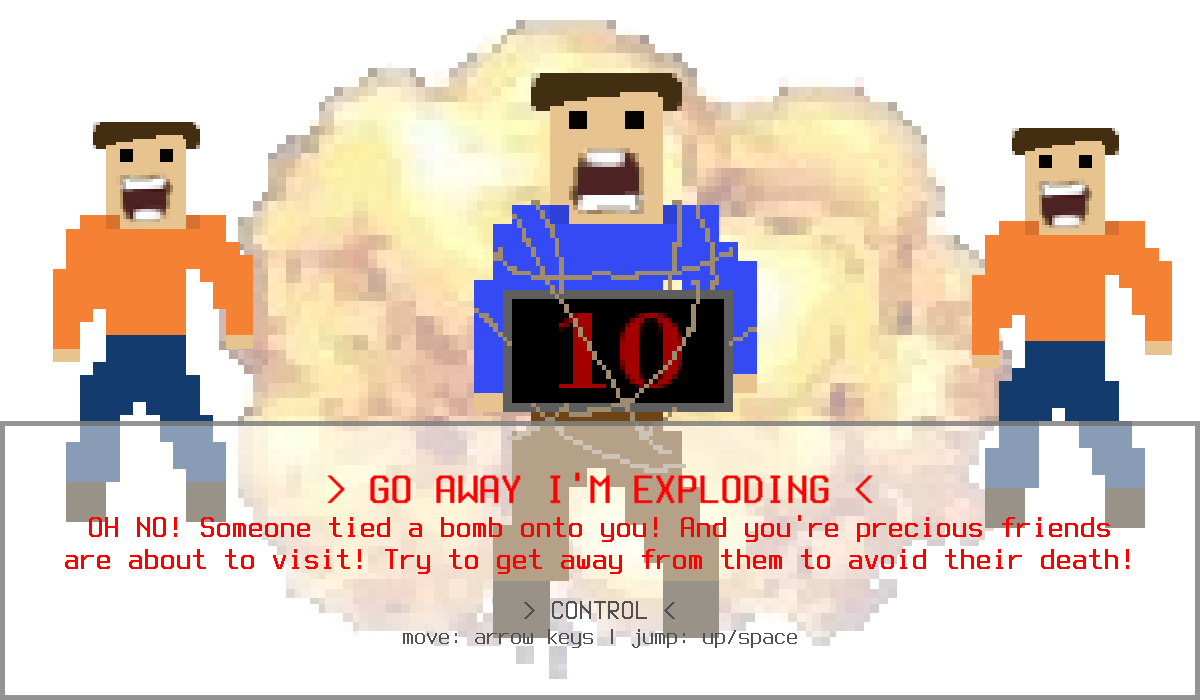 10
> GO AWAY I'M EXPLODING <
OH NO! Someone tied a bomb onto you! And you're precious friends
are about to visit! Try to get away from them to avoid their death!
> CONTROL <
move: arrow keys | jump: up/space